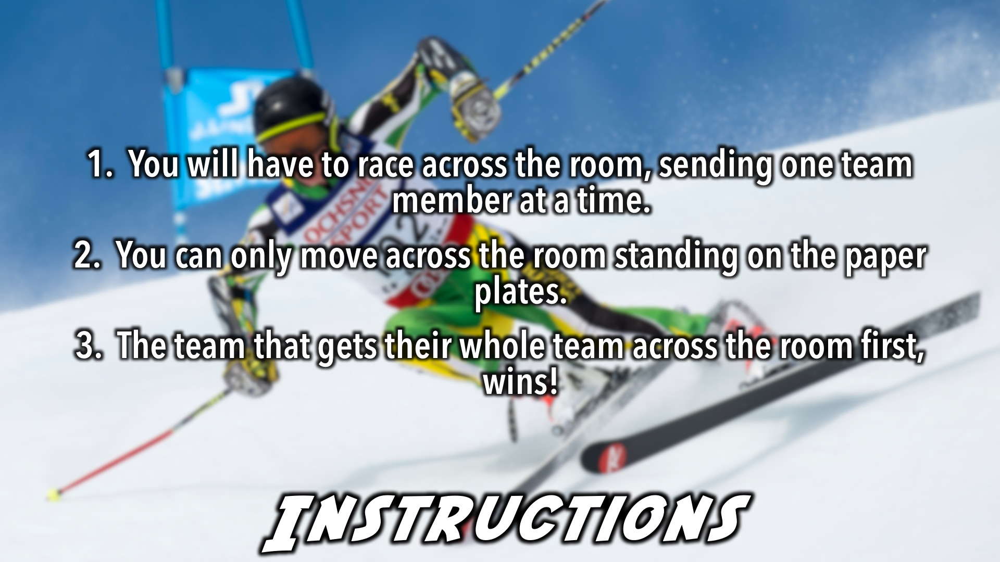 1. You will have to race across the room, sending one team
member at a time.
2. You can only move across the room standing on the paper
plates.
3. The team that gets their whole team across the room first,
wins!
INSTRUCTIONS
OCHSNER
SPORT